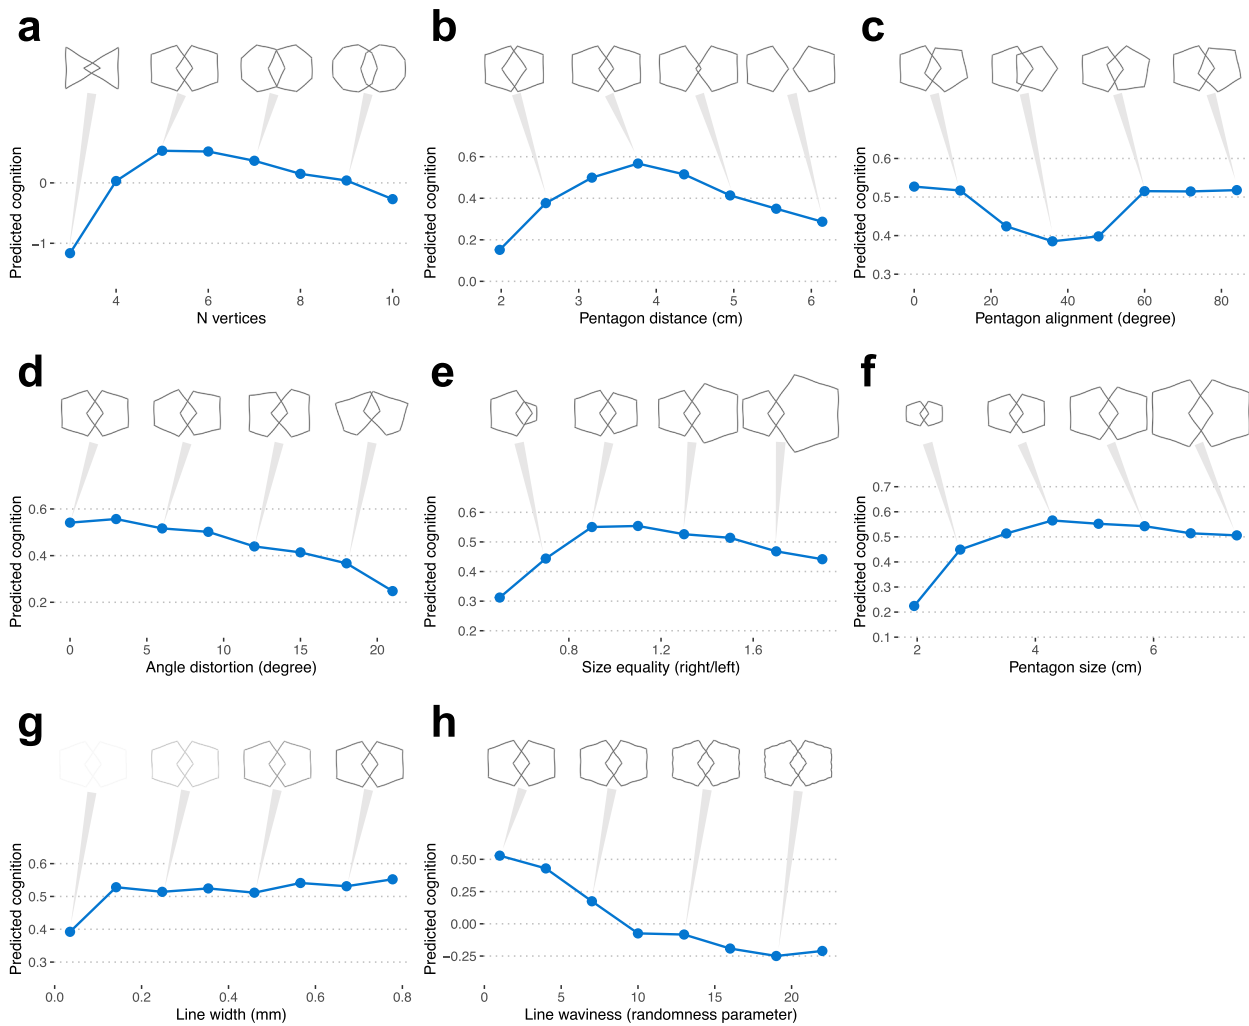 a
Predicted cognition
0
−1
4
6
8
10
N vertices
b
Predicted cognition
0.6
0.4
0.2
0.0
2
3
4
5
6
Pentagon distance (cm)
c
Predicted cognition
0.6
0.5
0.4
0.3
0
20
40
60
80
Pentagon alignment (degree)
d
Predicted cognition
0.6
0.4
0.2
0
5
10
15
20
Angle distortion (degree)
e
Predicted cognition
0.6
0.5
0.4
0.3
0.2
0.8
1.2
1.6
Size equality (right/left)
f
Predicted cognition
0.7
0.6
0.5
0.4
0.3
0.2
0.1
2
4
6
Pentagon size (cm)
g
Predicted cognition
0.6
0.5
0.4
0.3
0.0
0.2
0.4
0.6
0.8
Line width (mm)
h
Predicted cognition
0.50
0.25
0.00
−0.25
0
5
10
15
20
Line waviness (randomness parameter)